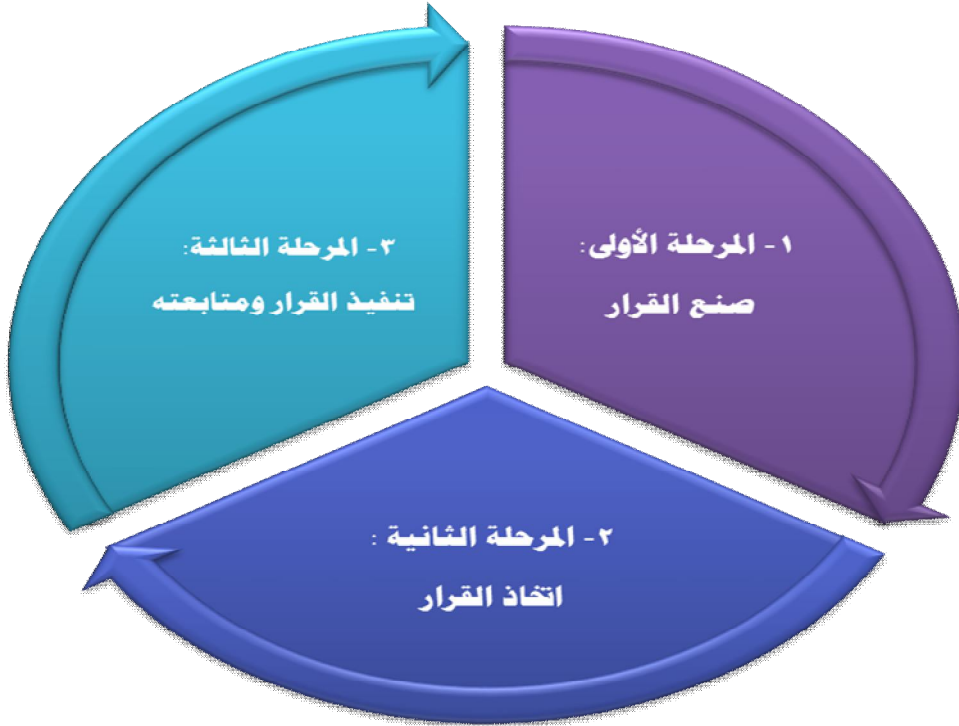 ١- المرحلة الأولى:
صنع القرار
٢- المرحلة الثانية :
اتخاذ القرار
٣- المرحلة الثالثة:
تنفيذ القرار ومتابعته